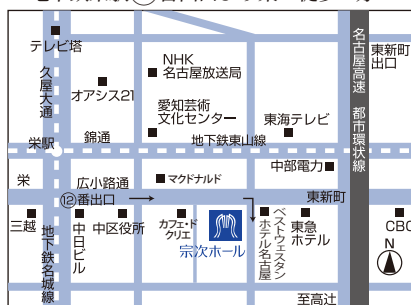 テレビ塔
NHK
名古屋放送局
オアシス21
久屋大通
名古屋高速 都市環状線
東新町
出口
愛知芸術
文化センター
東海テレビ
栄駅
錦通
地下鉄東山線
中部電力
栄
広小路通
マクドナルド
東新町
⑫番出口
三越
地下鉄名城線
中日ビル
中区役所
カフェ・ド
クリエ
宗次ホール
ベストウェスタン
ホテル名古屋
東急
ホテル
CBC
N
至高辻